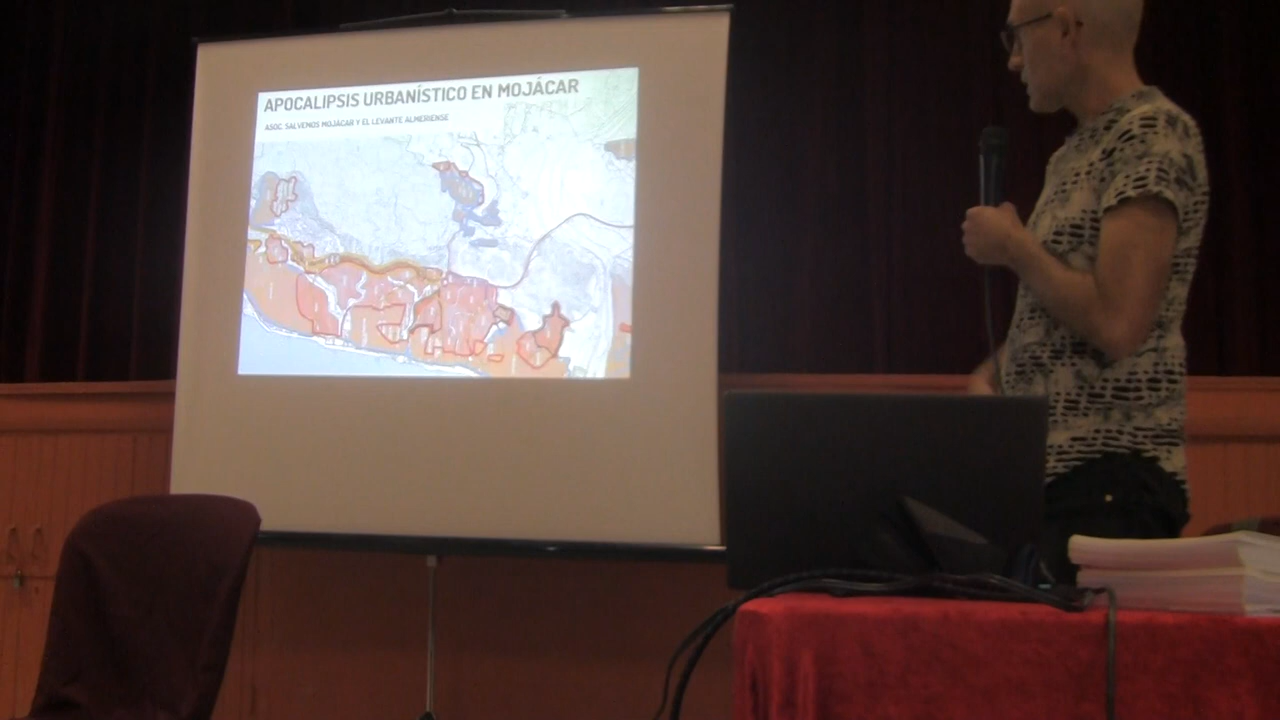 APOCALIPSIS URBANÍSTICO EN MOJÁCAR
ASOC. SALVEMOS MOJÁCAR Y EL LEVANTE ALMERIENSE